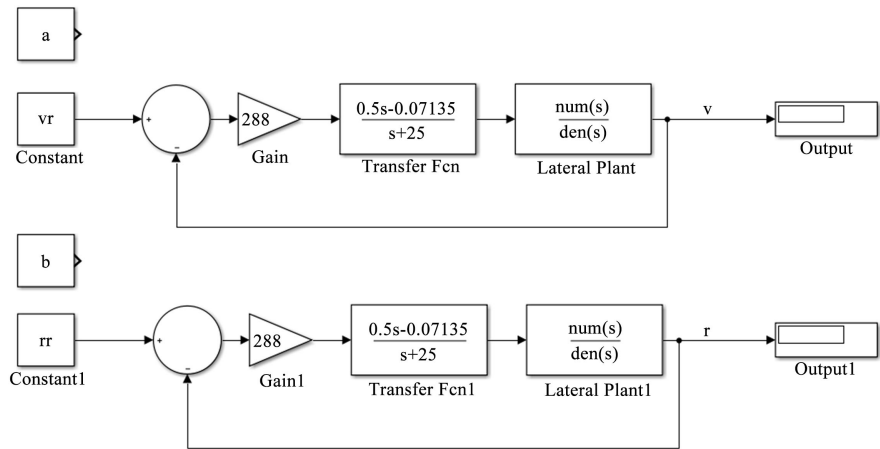 a
vr
Constant
+
−
288
Gain
0.5s-0.07135
s+25
Transfer Fcn
num(s)
den(s)
Lateral Plant
v
Output
b
rr
Constant1
+
−
288
Gain1
0.5s-0.07135
s+25
Transfer Fcn1
num(s)
den(s)
Lateral Plant1
r
Output1